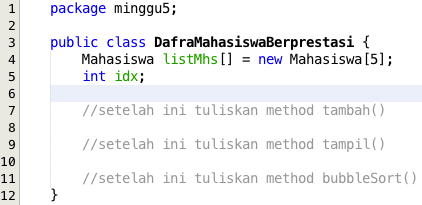 1 package minggu5;
2
3 public class DafraMahasiswaBerprestasi {
4 Mahasiswa listMhs[] = new Mahasiswa[5];
5 int idx;
6
7 //setelah ini tuliskan method tambah()
8
9 //setelah ini tuliskan method tampil()
10
11 //setelah ini tuliskan method bubbleSort()
12 }